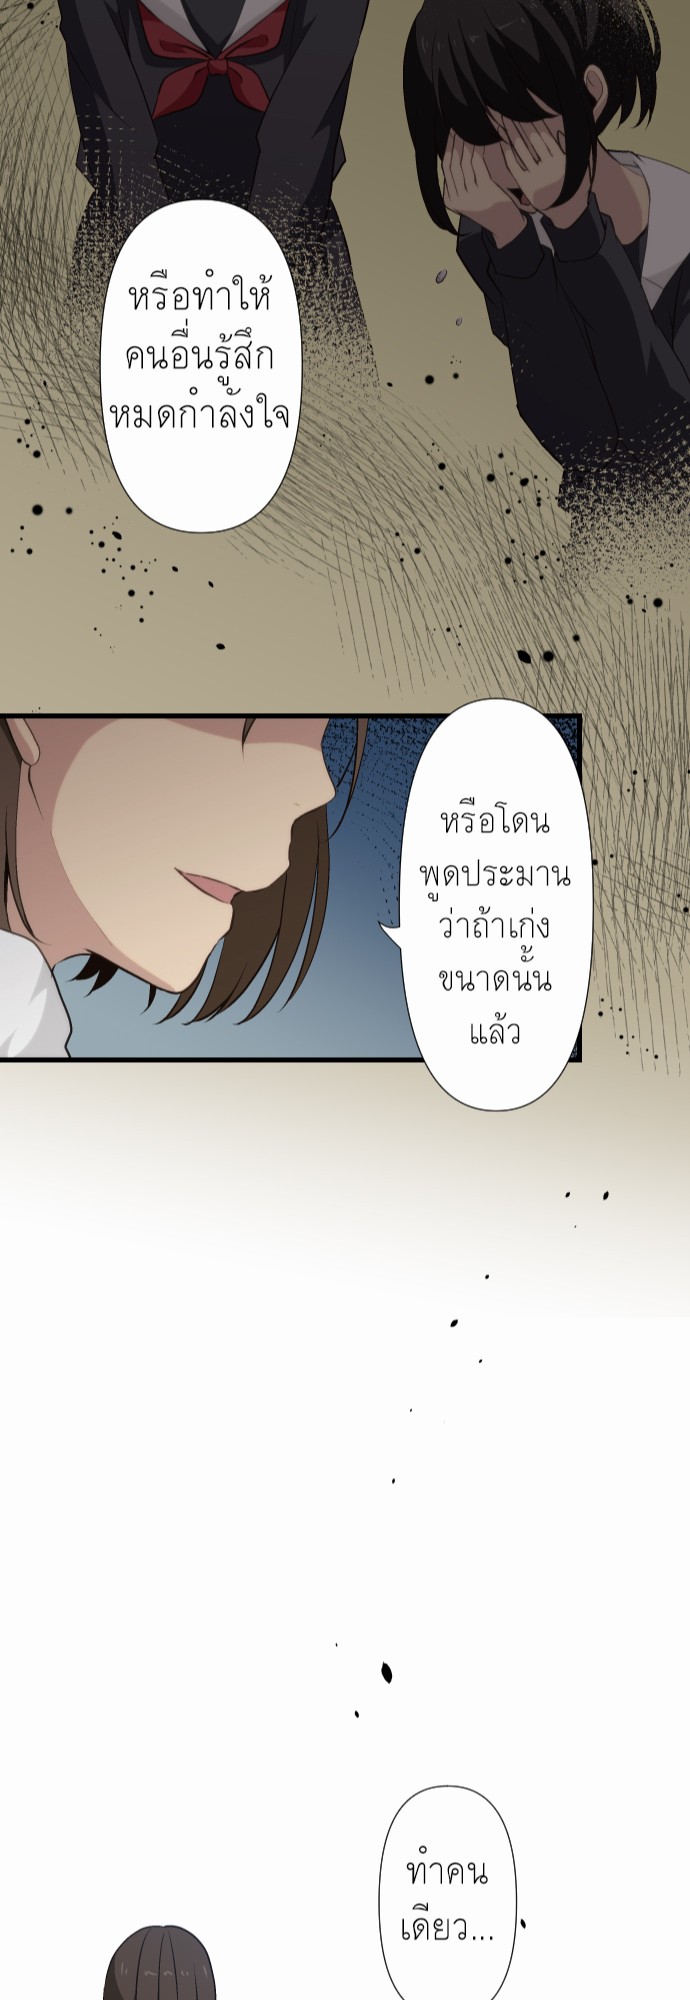 หรือทำให้
คนอื่นรู้สึก
หมดกำลังใจ
หรือโดน
พูดประมาน
ว่าถ้าเก่ง
ขนาดนั้น
แล้ว
ทำคน
เดียว...